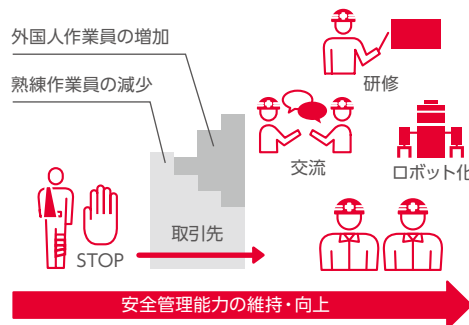 外国人作業員の増加
熟練作業員の減少
研修
交流
ロボット化
取引先
STOP
安全管理能力の維持・向上